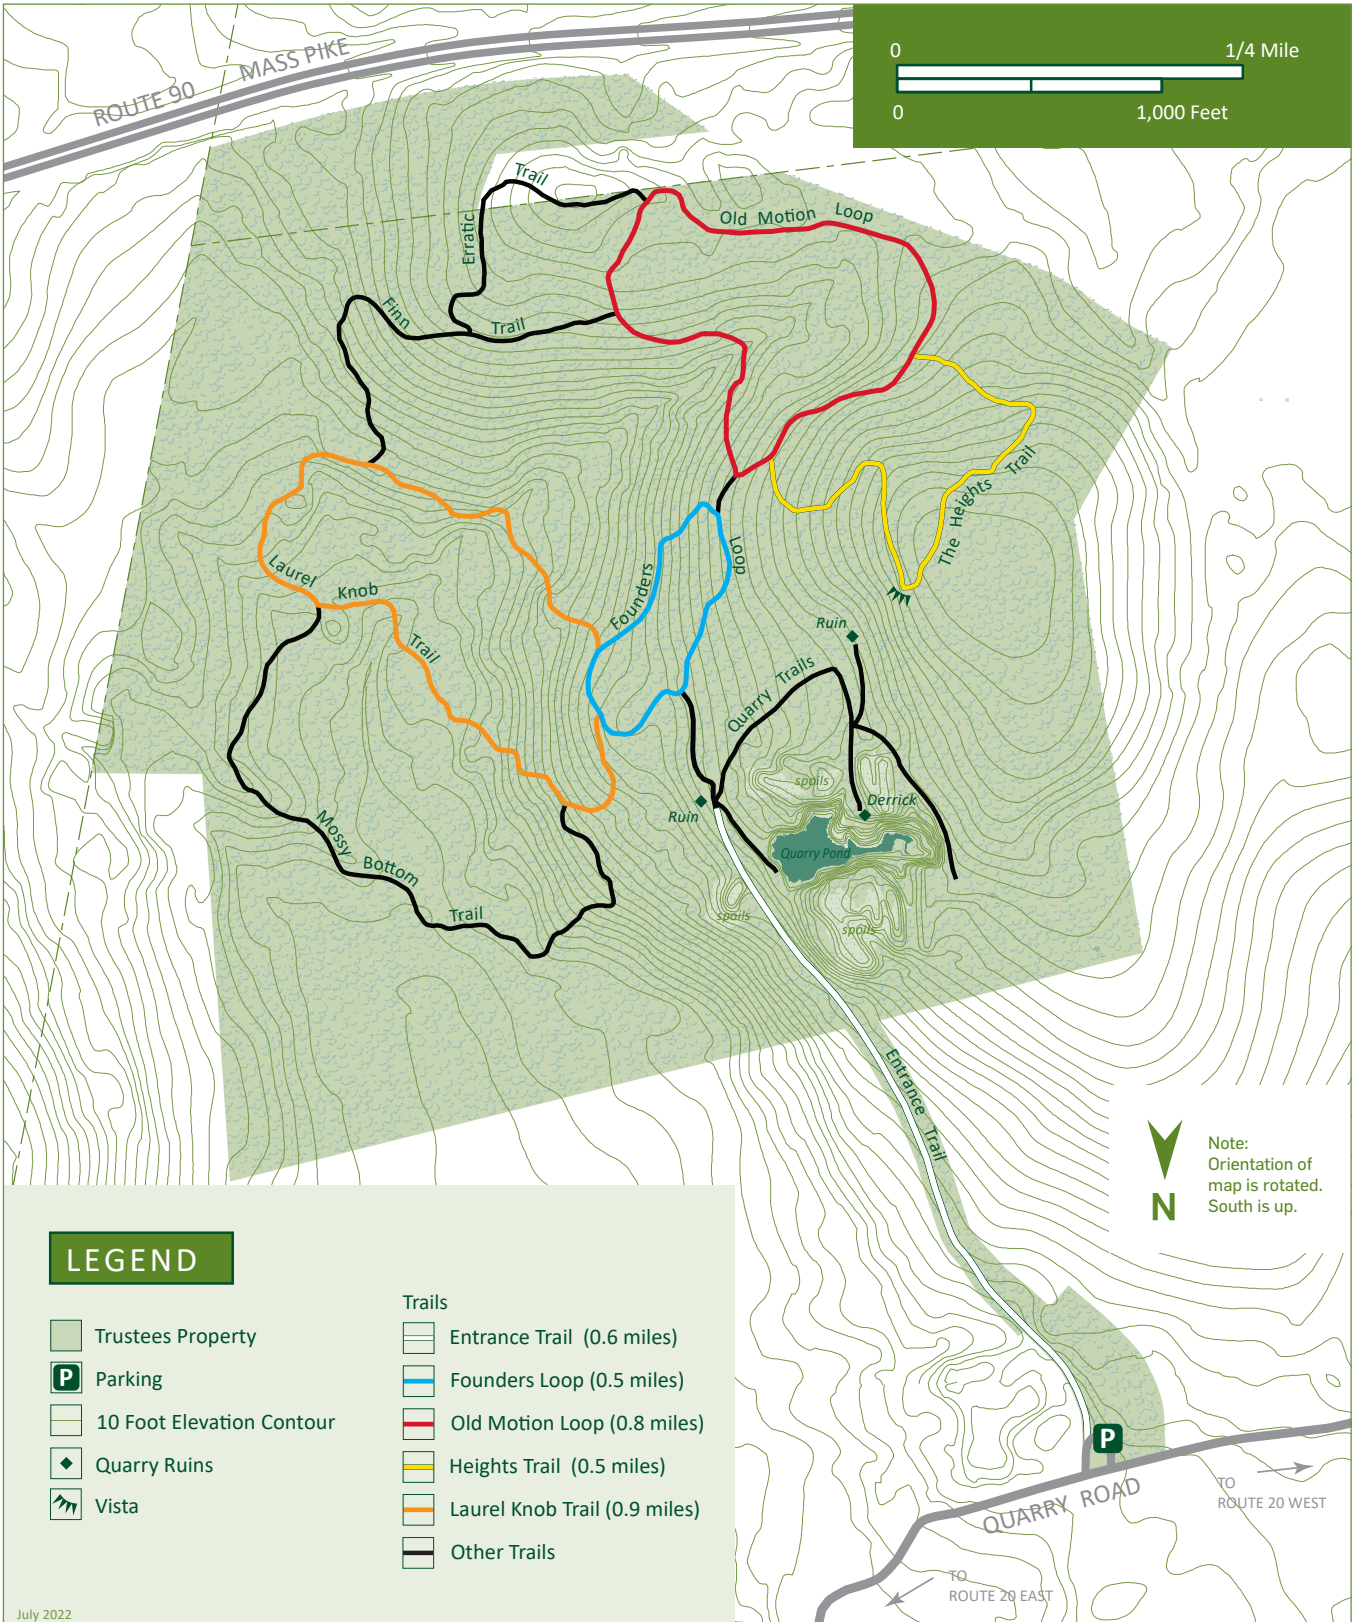 ROUTE 90 MASS PIKE
0 1/4 Mile
0 1,000 Feet
Trail
Erratic
Old Motion Loop
Finn
Trail
The Heights Trail
Laurel Knob
Trail
Founders
Loop
Ruin
Quarry Trails
spoils
Derrick
Ruin
Quarry Pond
Mossy
Bottom
Trail
spoils
spoils
Entrance Trail
N
Note:
Orientation of
map is rotated.
South is up.
LEGEND
Trustees Property
P Parking
10 Foot Elevation Contour
Quarry Ruins
Vista
Trails
Entrance Trail (0.6 miles)
Founders Loop (0.5 miles)
Old Motion Loop (0.8 miles)
Heights Trail (0.5 miles)
Laurel Knob Trail (0.9 miles)
Other Trails
P
QUARRY ROAD
TO
ROUTE 20 WEST
TO
ROUTE 20 EAST
July 2022